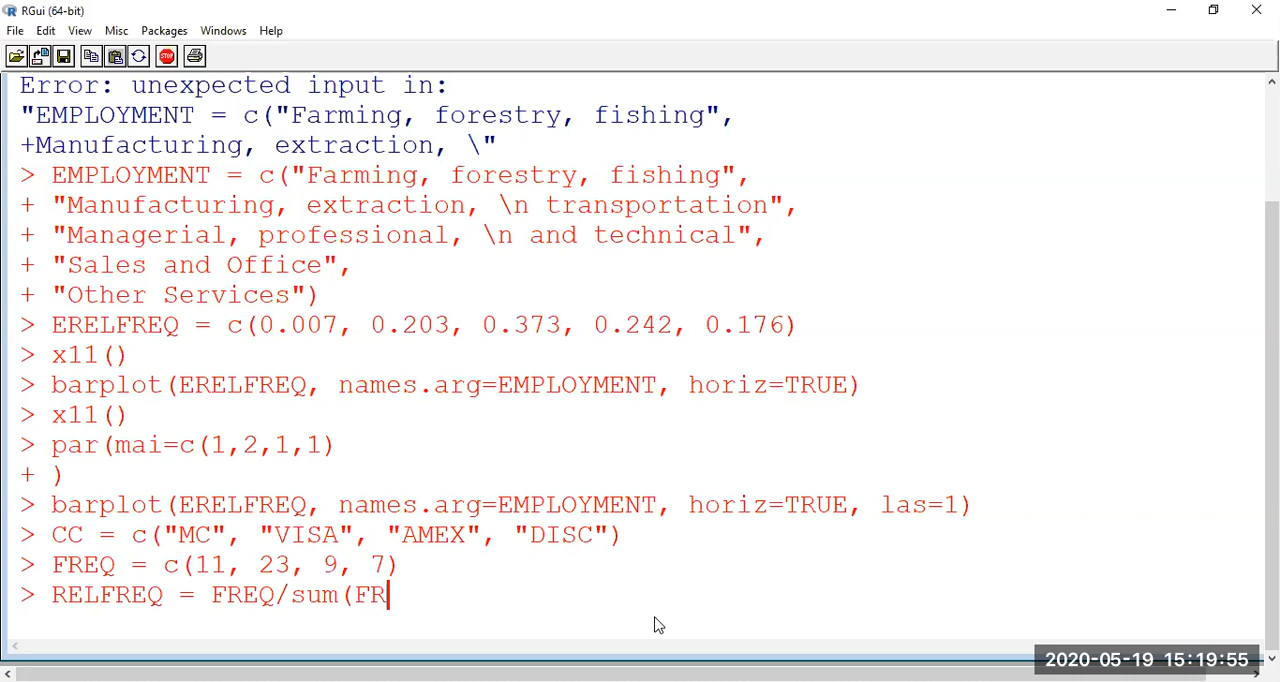 RGui (64-bit)
File Edit View Misc Packages Windows Help
STOP
Error: unexpected input in:
"EMPLOYMENT = c("Farming, forestry, fishing",
+Manufacturing, extraction, \"
> EMPLOYMENT = c("Farming, forestry, fishing",
+ "Manufacturing, extraction, \n transportation",
+ "Managerial, professional, \n and technical",
+ "Sales and Office",
+ "Other Services")
> ERELFREQ = c(0.007, 0.203, 0.373, 0.242, 0.176)
> x11()
> barplot(ERELFREQ, names.arg=EMPLOYMENT, horiz=TRUE)
> x11()
> par(mai=c(1,2,1,1)
+ )
> barplot(ERELFREQ, names.arg=EMPLOYMENT, horiz=TRUE, las=1)
> CC = c("MC", "VISA", "AMEX", "DISC")
> FREQ = c(11, 23, 9, 7)
> RELFREQ = FREQ/sum(FR
2020-05-19 15:19:55